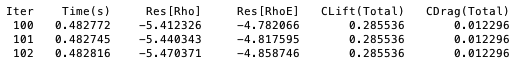 Iter Time(s) Res[Rho] Res[RhoE] CLift(Total) CDrag(Total)
100 0.482772 -5.412326 -4.782066 0.285536 0.012296
101 0.482745 -5.440343 -4.817595 0.285536 0.012296
102 0.482816 -5.470371 -4.858746 0.285536 0.012296